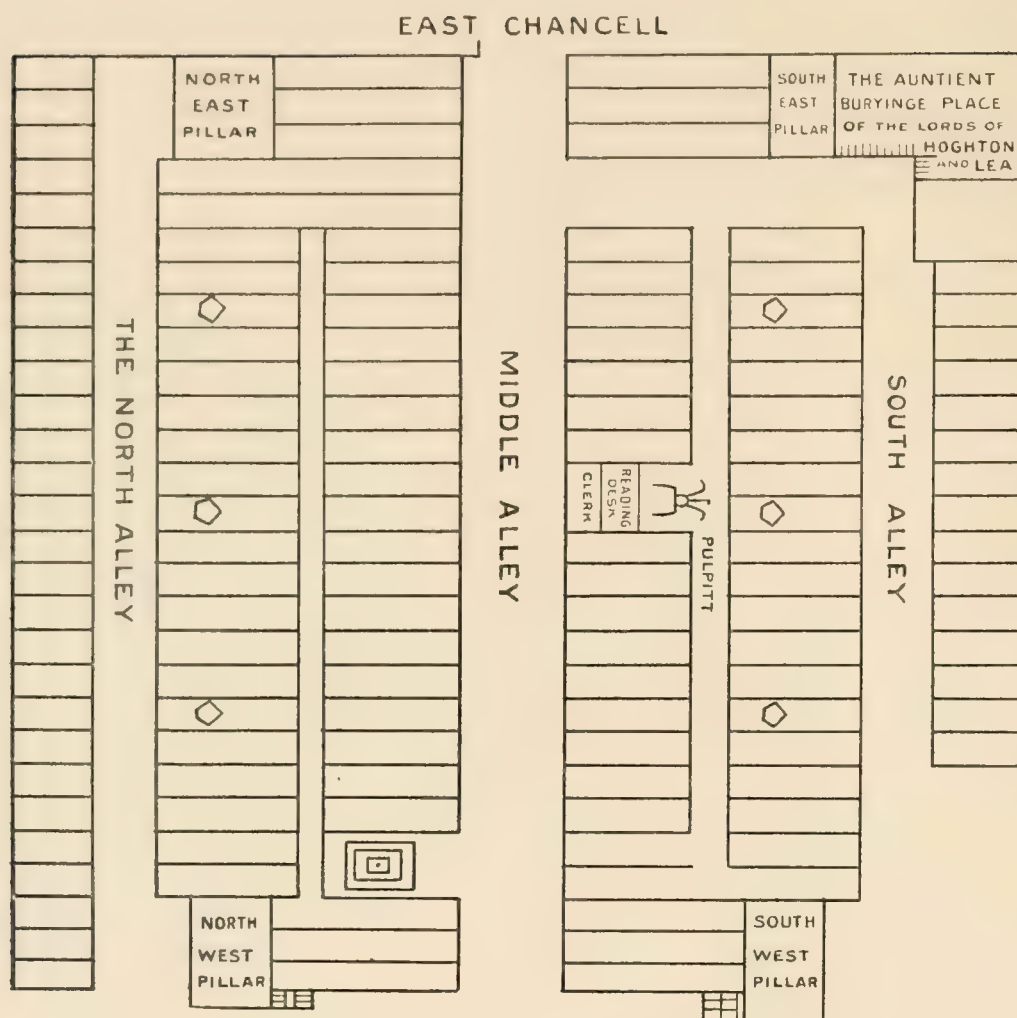 EAST CHANCELL
NORTH
EAST
PILLAR
SOUTH
EAST
PILLAR
THE AUNTIENT
BURYINGE PLACE
OF THE LORDS OF
HOGHTON
AND LEA
THE NORTH ALLEY
MIDDLE ALLEY
CLERK
READING
DESK
PULPITT
SOUTH ALLEY
NORTH
WEST
PILLAR
SOUTH
WEST
PILLAR